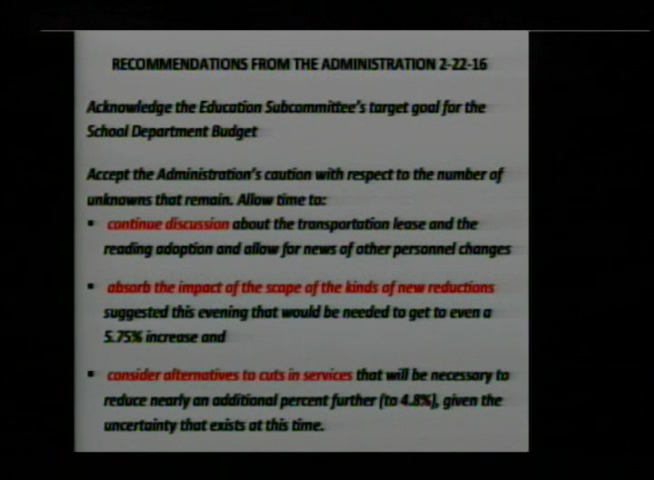 RECOMMENDATIONS FROM THE ADMINISTRATION 2-22-16
Acknowledge the Education Subcommittee's target goal for the
School Department Budget
Accept the Administration's caution with respect to the number of
unknowns that remain. Allow time to:
▪ continue discussion about the transportation lease and the
reading adoption and allow for news of other personnel changes
▪ absorb the impact of the scope of the kinds of new reductions
suggested this evening that would be needed to get to even a
5.75% increase and
▪ consider alternatives to cuts in services that will be necessary to
reduce nearly an additional percent further (to 4.8%), given the
uncertainty that exists at this time.